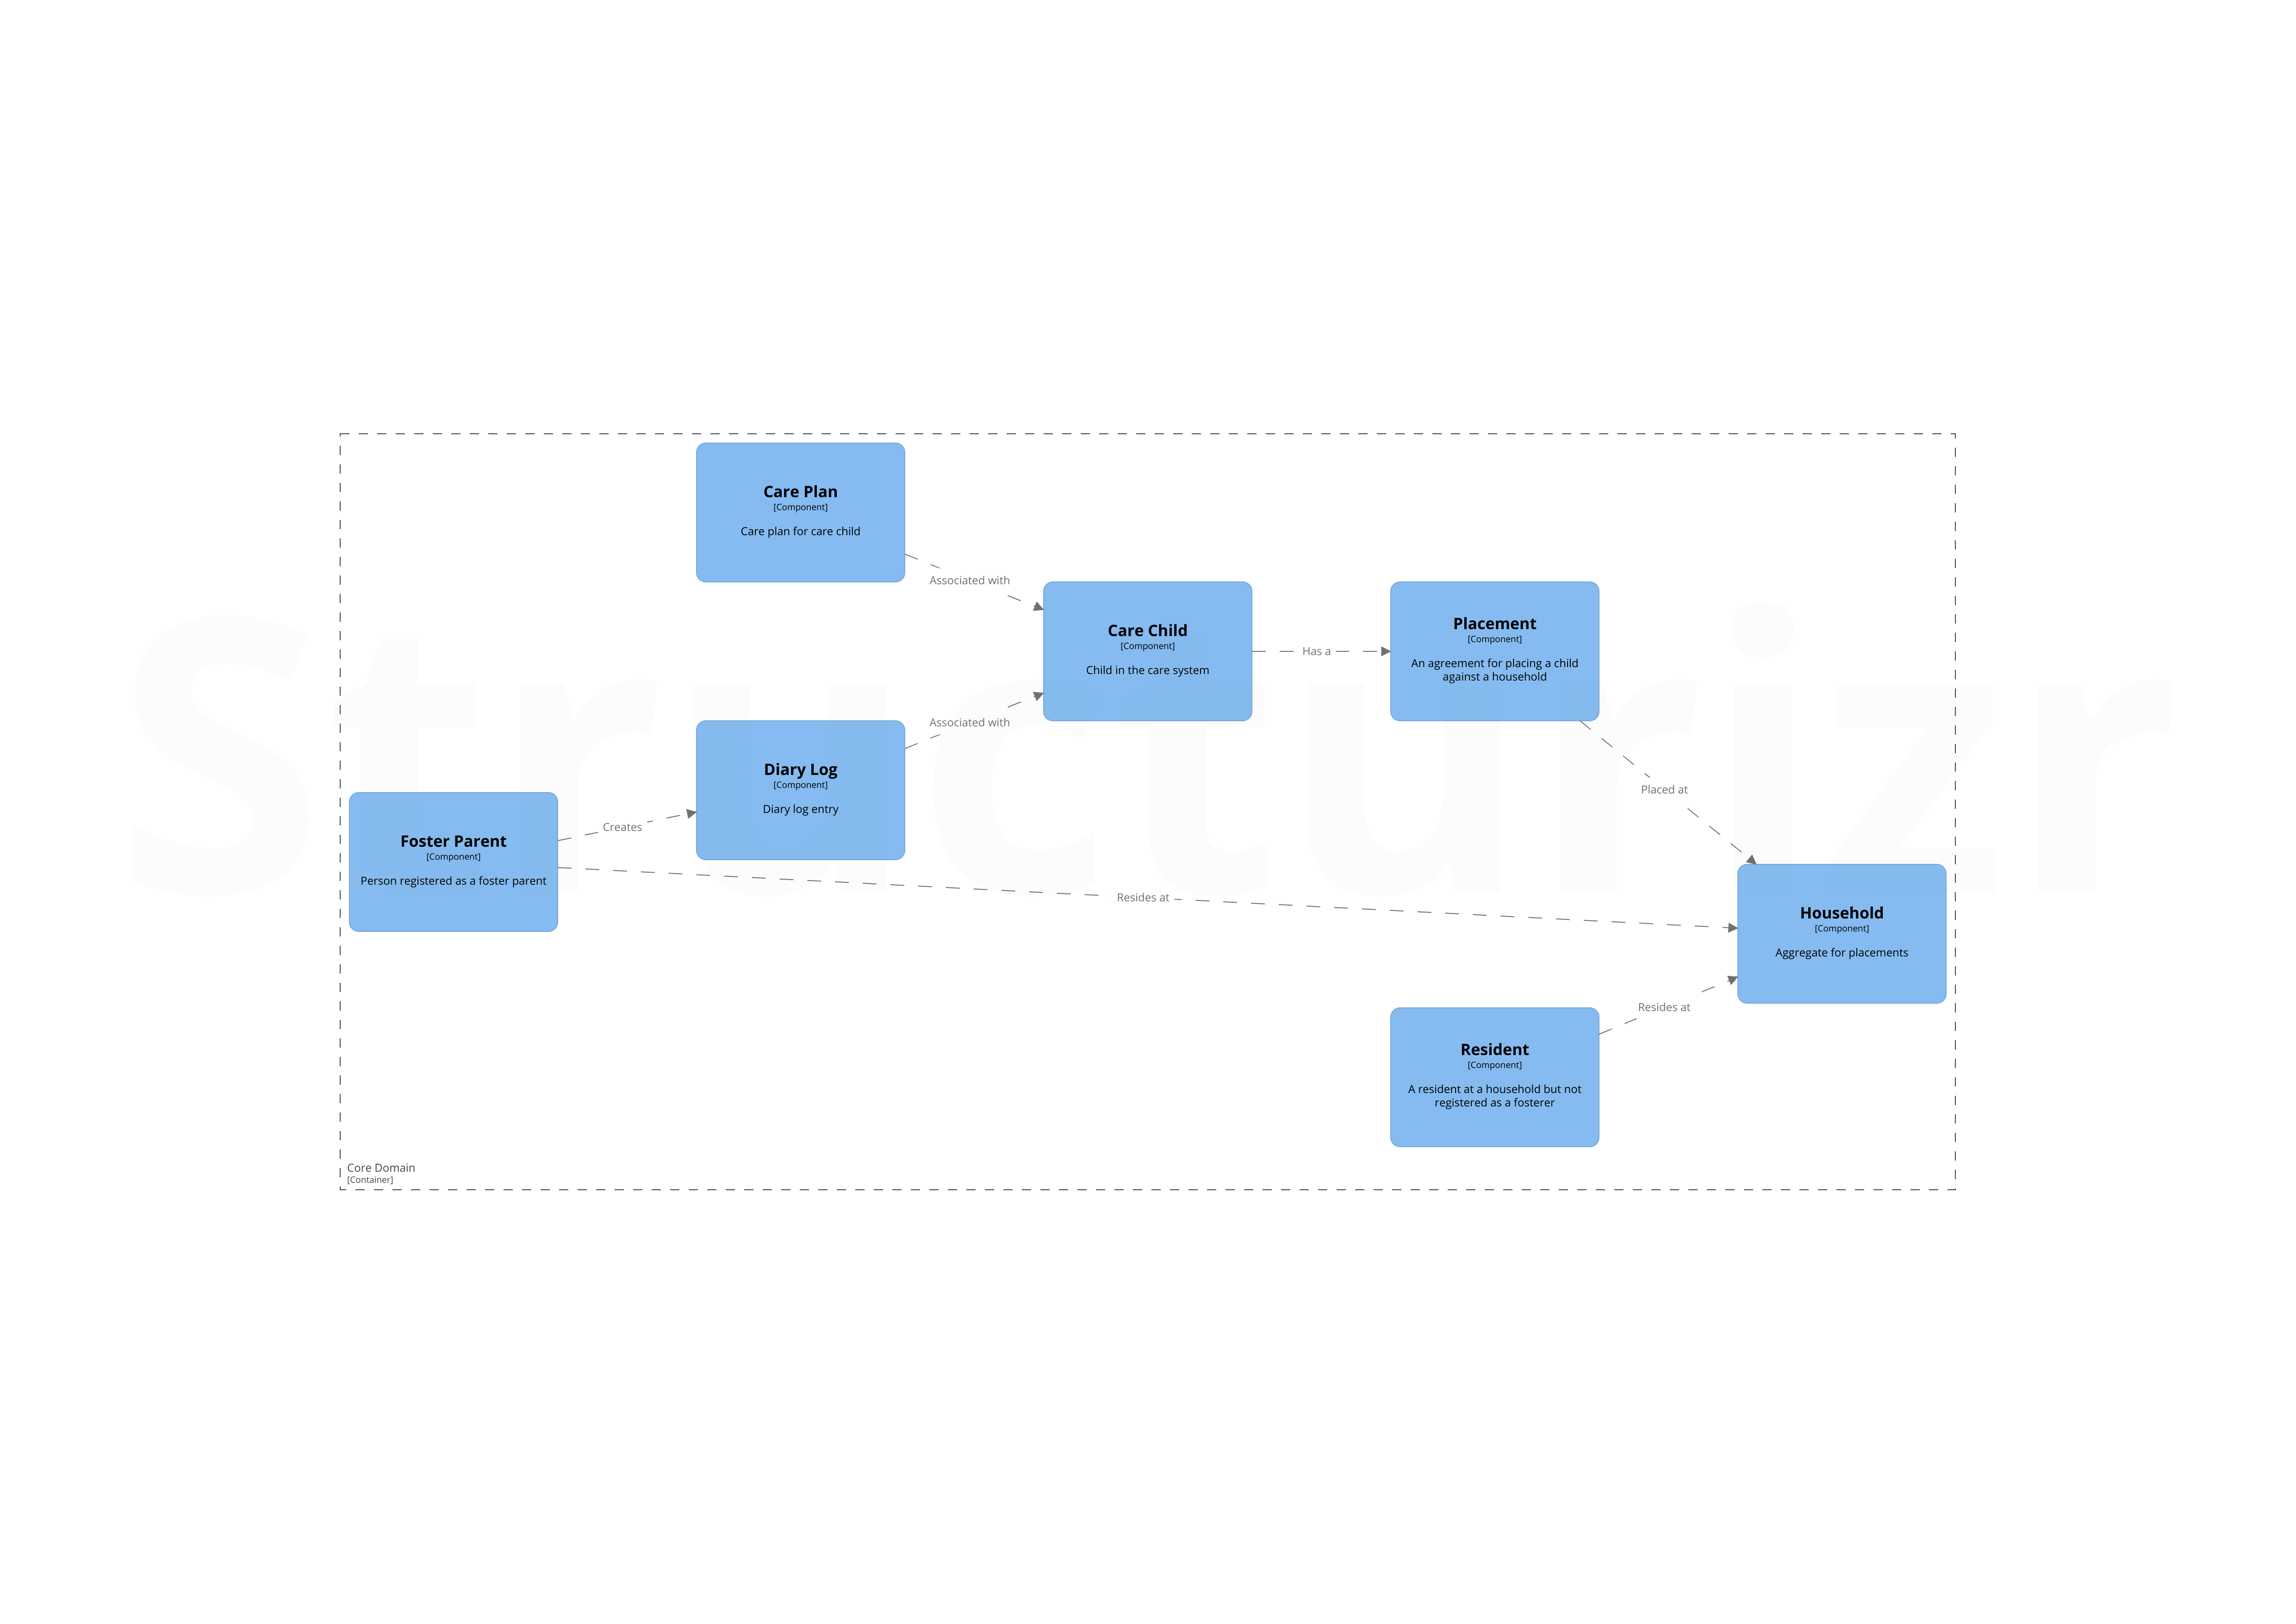 Care Plan
[Component]
Care plan for care child
Associated with
Care Child
[Component]
Child in the care system
Has a
Placement
[Component]
An agreement for placing a child
against a household
Associated with
Diary Log
[Component]
Diary log entry
Placed at
Creates
Foster Parent
[Component]
Person registered as a foster parent
Resides at
Household
[Component]
Aggregate for placements
Resides at
Resident
[Component]
A resident at a household but not
registered as a fosterer
Core Domain
[Container]
Structurizr